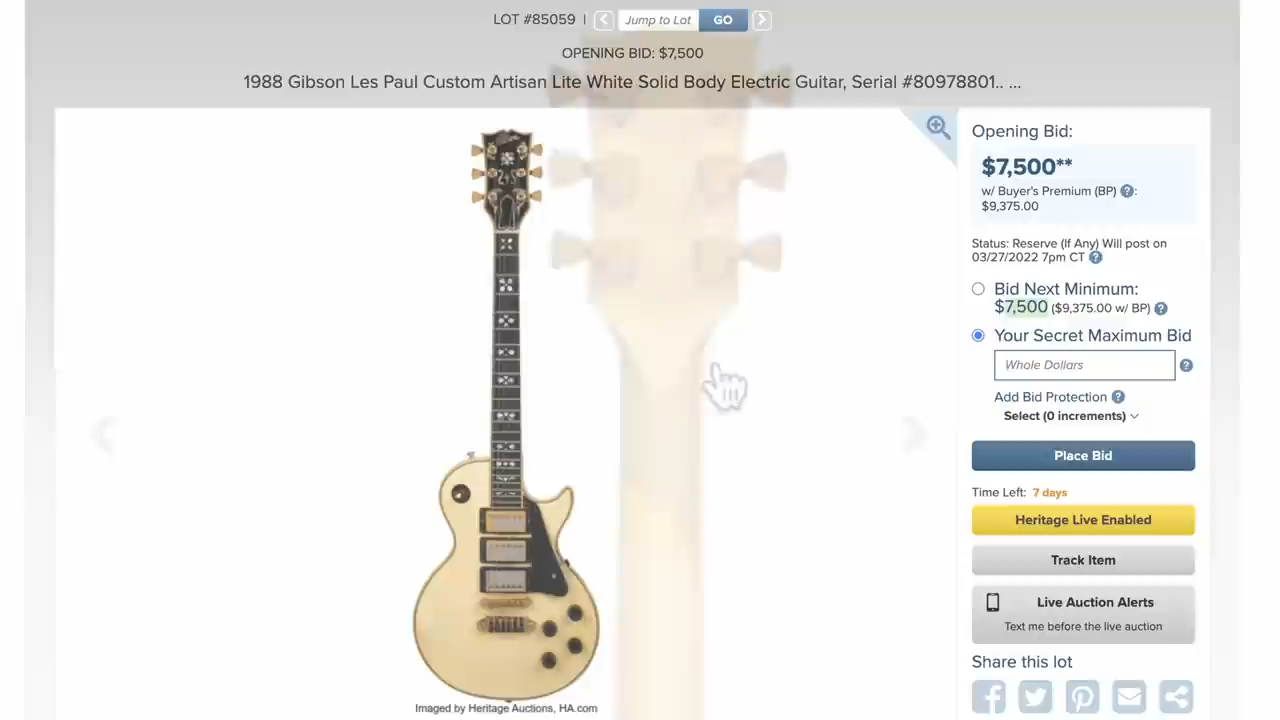 LOT #85059 | Jump to Lot GO
OPENING BID: $7,500
1988 Gibson Les Paul Custom Artisan Lite White Solid Body Electric Guitar, Serial #80978801.. ...
Opening Bid:
$7,500**
w/ Buyer's Premium (BP) ?:
$9,375.00
Status: Reserve (If Any) Will post on
03/27/2022 7pm CT ?
Bid Next Minimum:
$7,500 ($9,375.00 w/ BP) ?
Your Secret Maximum Bid
Whole Dollars ?
Add Bid Protection ?
Select (0 increments)
Place Bid
Time Left: 7 days
Heritage Live Enabled
Track Item
Live Auction Alerts
Text me before the live auction
Share this lot
Imaged by Heritage Auctions, HA.com